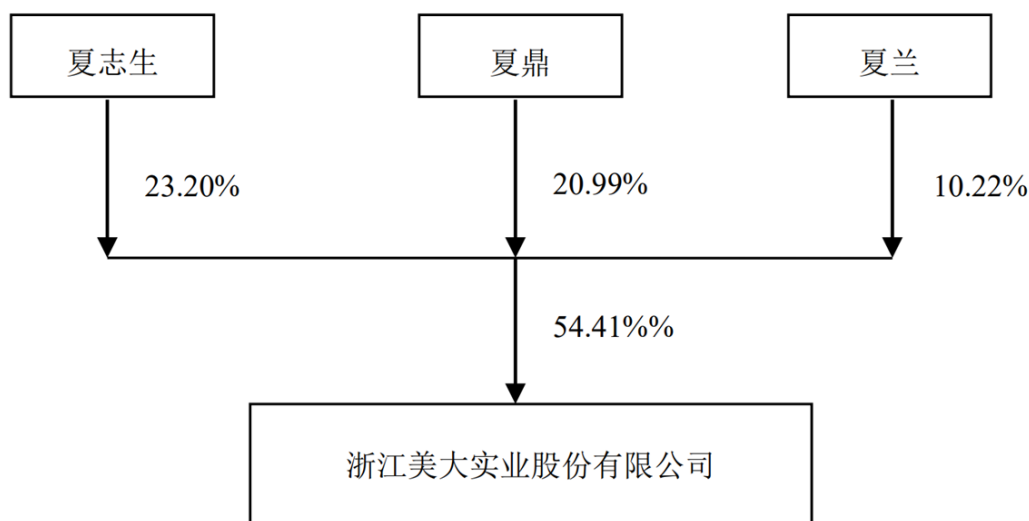 夏志生
夏鼎
夏兰
23.20%
20.99%
10.22%
54.41%%
浙江美大实业股份有限公司